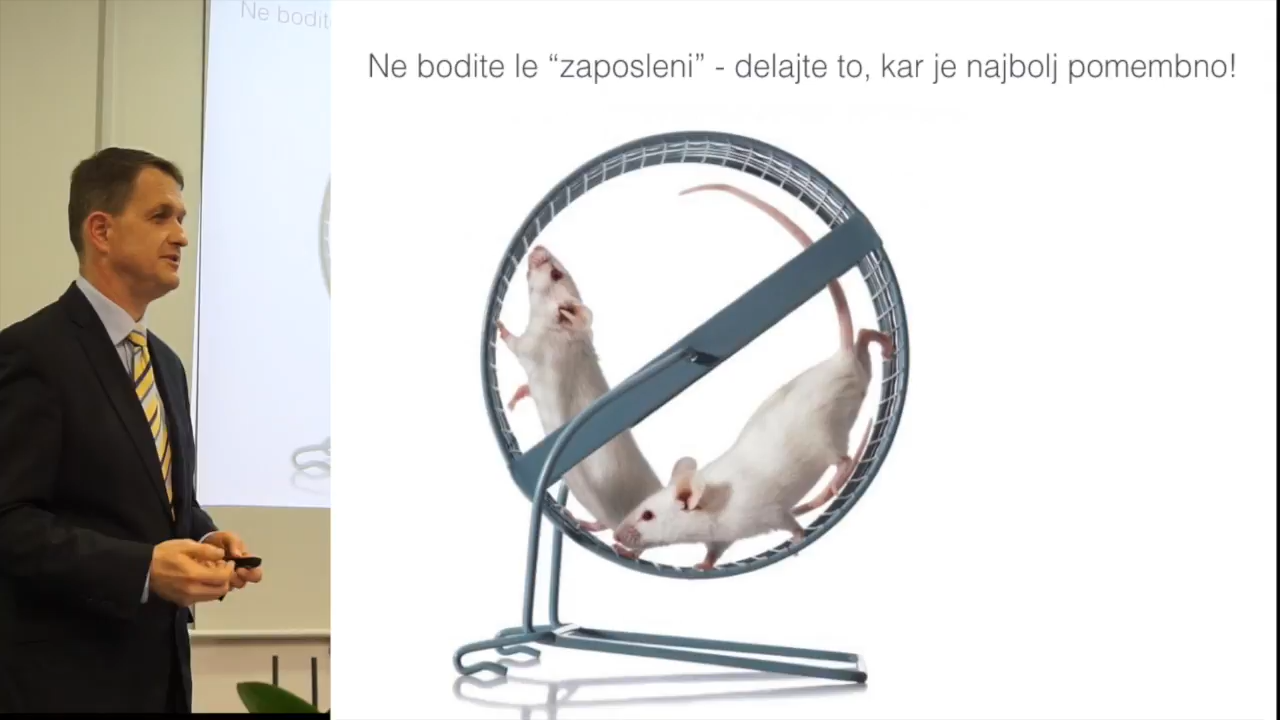 Ne bodite le “zaposleni” - delajte to, kar je najbolj pomembno!
Ne bodit